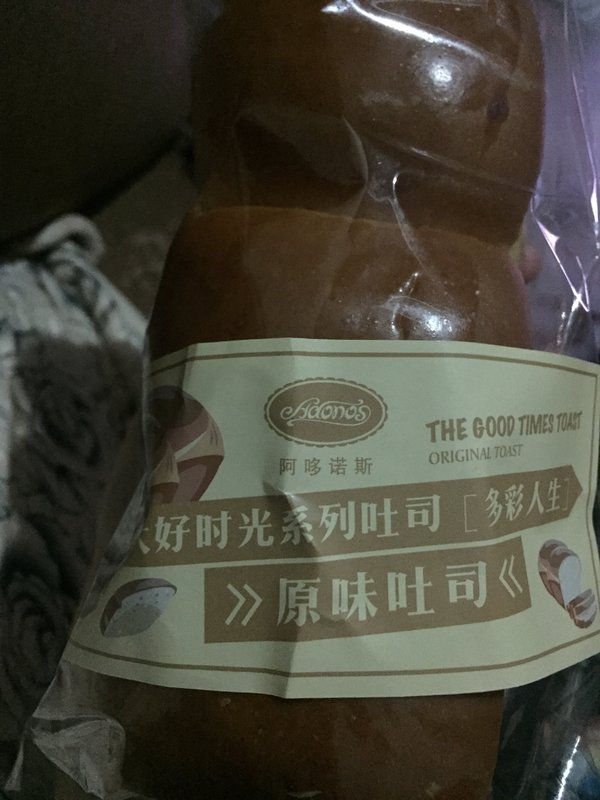 Adonos
阿哆诺斯
THE GOOD TIMES TOAST
ORIGINAL TOAST
大好时光系列吐司 [多彩人生]
>> 原味吐司 <<